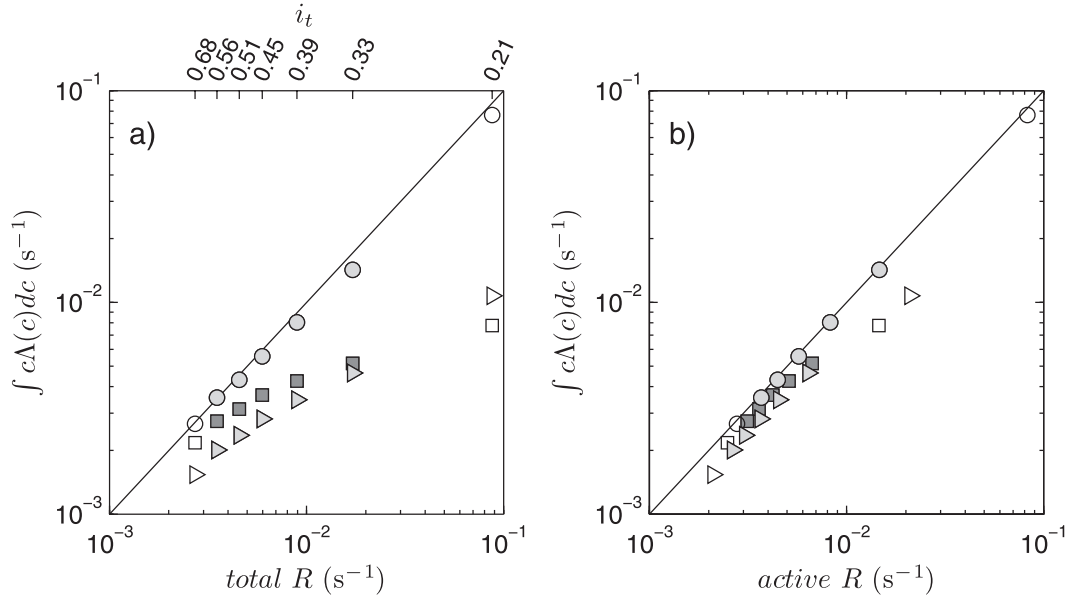 i_t
0.68 0.56 0.51 0.45 0.39 0.33 0.21
a)
10⁻¹
10⁻²
10⁻³
∫ cΛ(c)dc (s⁻¹)
10⁻³ 10⁻² 10⁻¹
total R (s⁻¹)
b)
10⁻¹
10⁻²
10⁻³
∫ cΛ(c)dc (s⁻¹)
10⁻³ 10⁻² 10⁻¹
active R (s⁻¹)